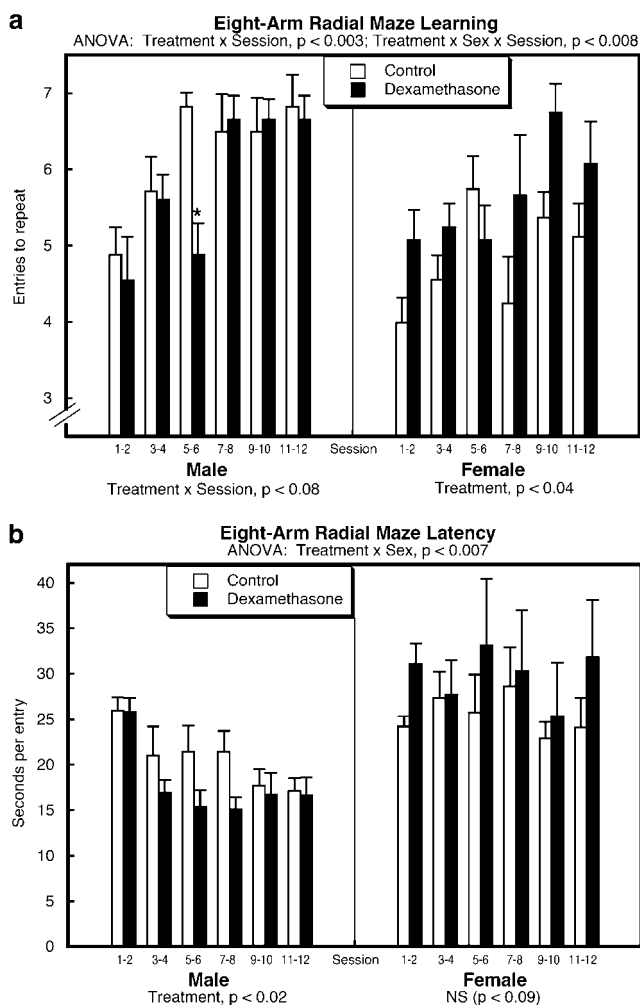 a
Eight-Arm Radial Maze Learning
ANOVA: Treatment x Session, p < 0.003; Treatment x Sex x Session, p < 0.008
Control
Dexamethasone
7
6
5
4
3
Entries to repeat
*
1-2 3-4 5-6 7-8 9-10 11-12 Session 1-2 3-4 5-6 7-8 9-10 11-12
Male Female
Treatment x Session, p < 0.08 Treatment, p < 0.04
b
Eight-Arm Radial Maze Latency
ANOVA: Treatment x Sex, p < 0.007
Control
Dexamethasone
40
35
30
25
20
15
10
5
0
Seconds per entry
1-2 3-4 5-6 7-8 9-10 11-12 Session 1-2 3-4 5-6 7-8 9-10 11-12
Male Female
Treatment, p < 0.02 NS (p < 0.09)